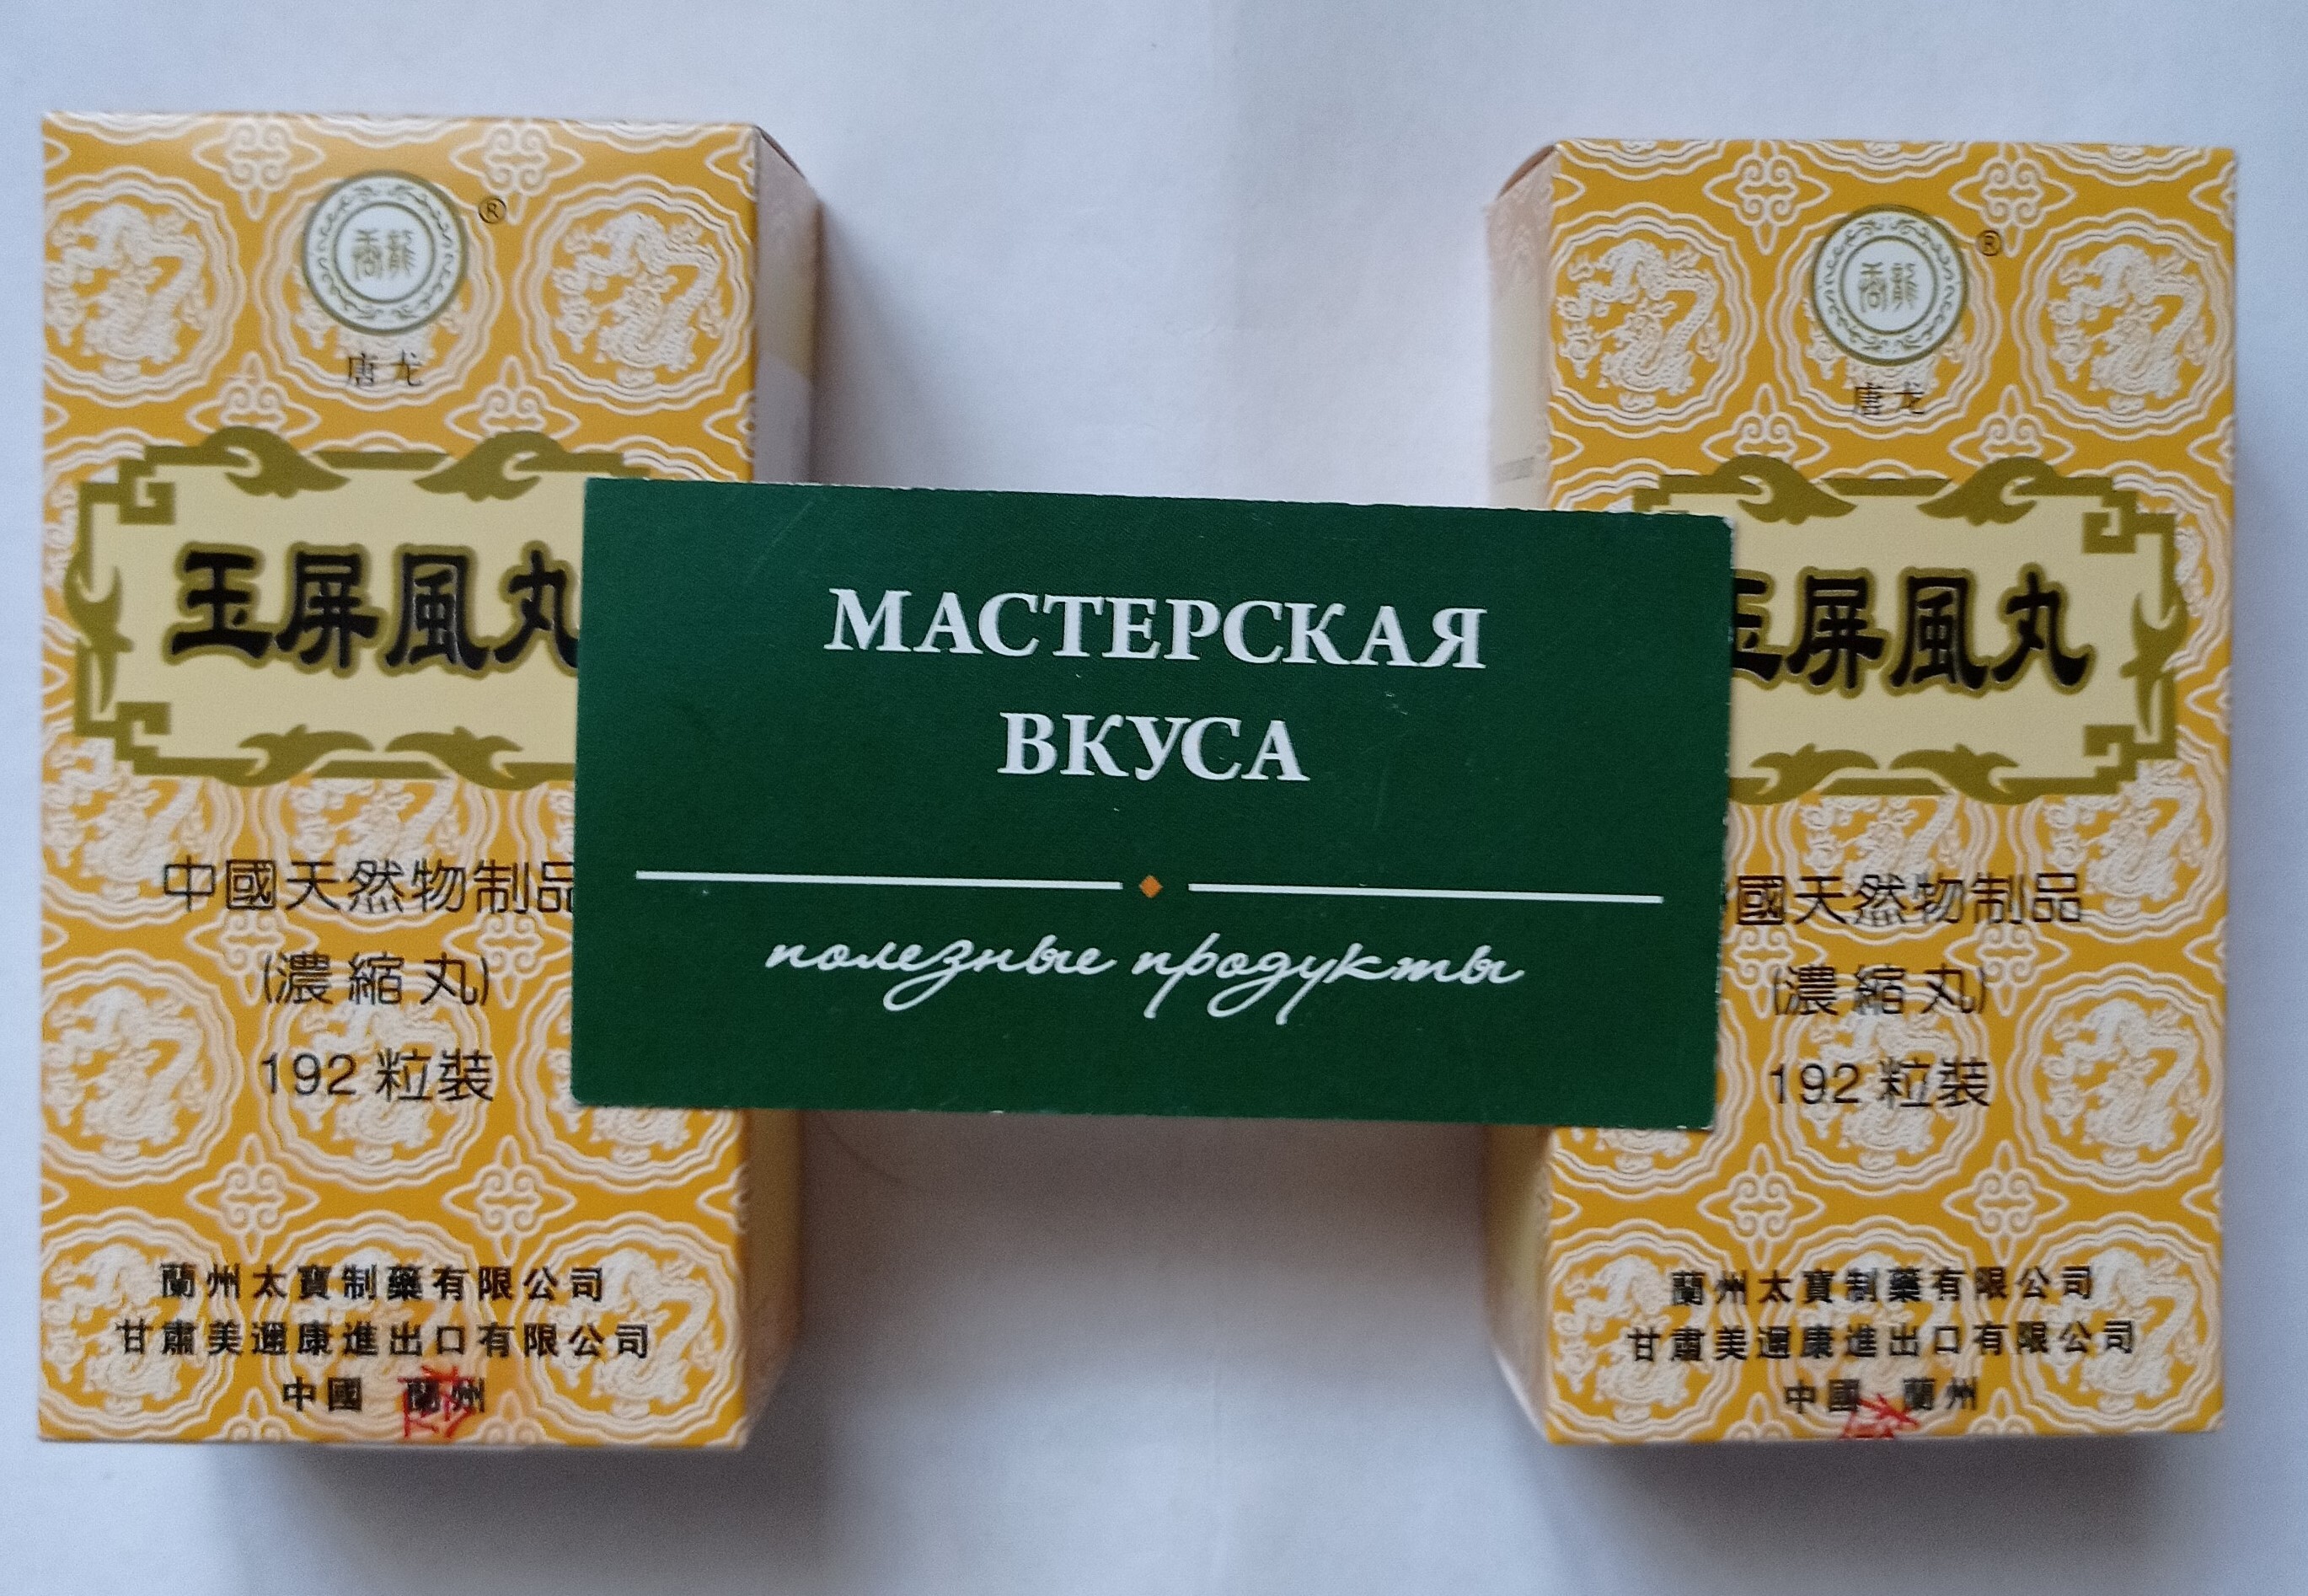 ®
唐龙
玉屏風丸
中國天然物制品
(濃縮丸)
192 粒裝
蘭州太寶制藥有限公司
甘肅美邇康進出口有限公司
中國 蘭州
МАСТЕРСКАЯ
ВКУСА
полезные продукты
®
唐龙
玉屏風丸
國天然物制品
(濃縮丸)
192 粒裝
蘭州太寶制藥有限公司
甘肅美邇康進出口有限公司
中國 蘭州